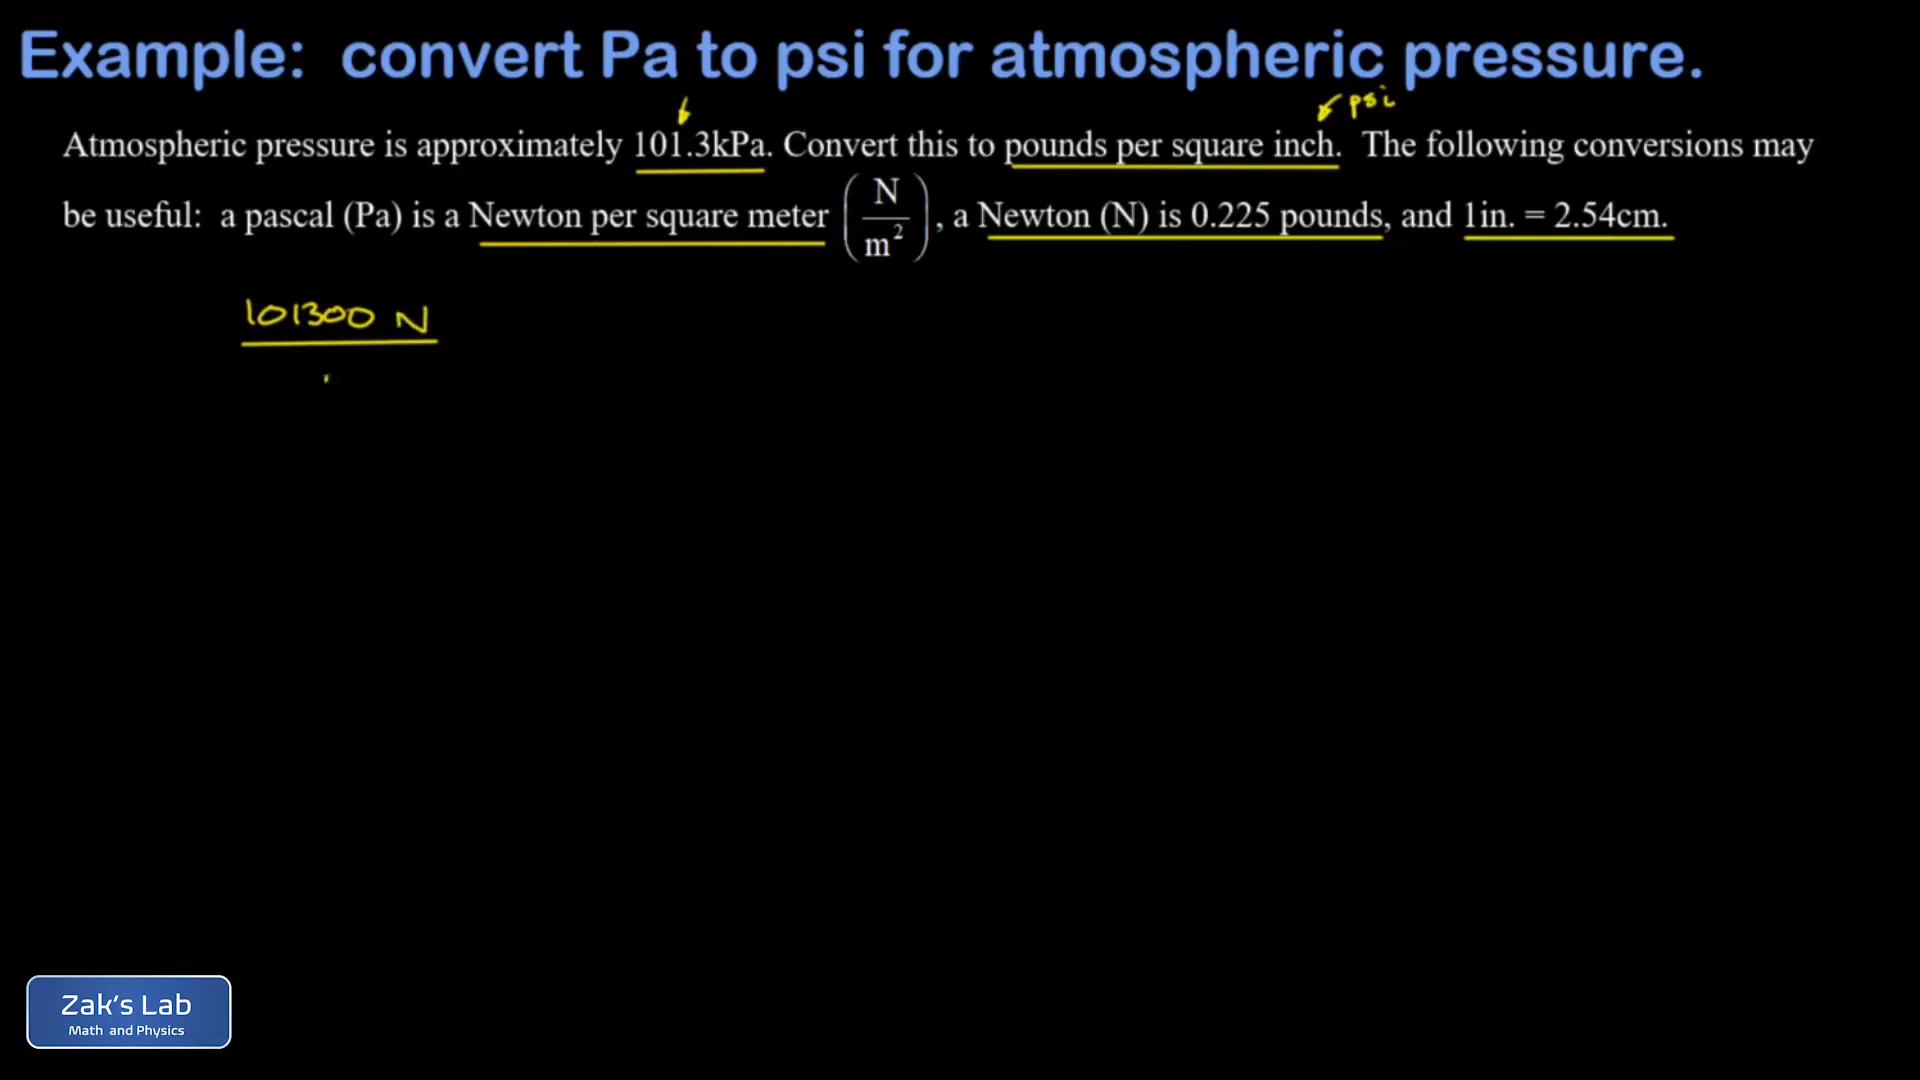 Example: convert Pa to psi for atmospheric pressure.
psi
Atmospheric pressure is approximately 101.3kPa. Convert this to pounds per square inch. The following conversions may
be useful: a pascal (Pa) is a Newton per square meter (N/m²), a Newton (N) is 0.225 pounds, and 1in. = 2.54cm.
101300 N
Zak's Lab
Math and Physics